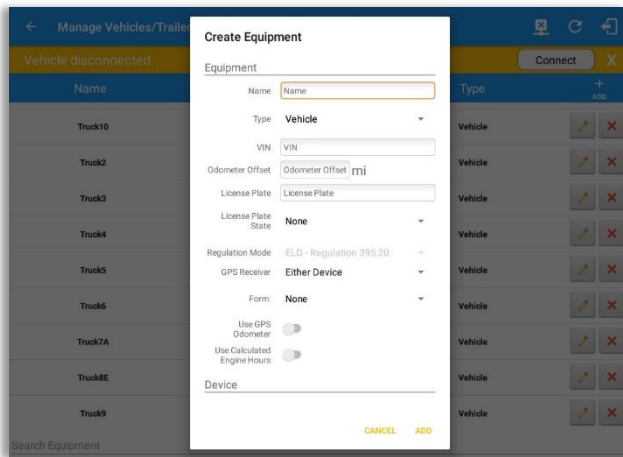 Manage Vehicles/Trailer
Vehicle disconnected
Connect
X
Name
Type
+
ADD
Truck10
Vehicle
Truck2
Vehicle
Truck3
Vehicle
Truck4
Vehicle
Truck5
Vehicle
Truck6
Vehicle
Truck7A
Vehicle
Truck8E
Vehicle
Truck9
Vehicle
Search Equipment
Create Equipment
Equipment
Name Name
Type Vehicle
VIN VIN
Odometer Offset Odometer Offset mi
License Plate License Plate
License Plate
State None
Regulation Mode ELD - Regulation 395.20
GPS Receiver Either Device
Form: None
Use GPS
Odometer
Use Calculated
Engine Hours
Device
CANCEL ADD